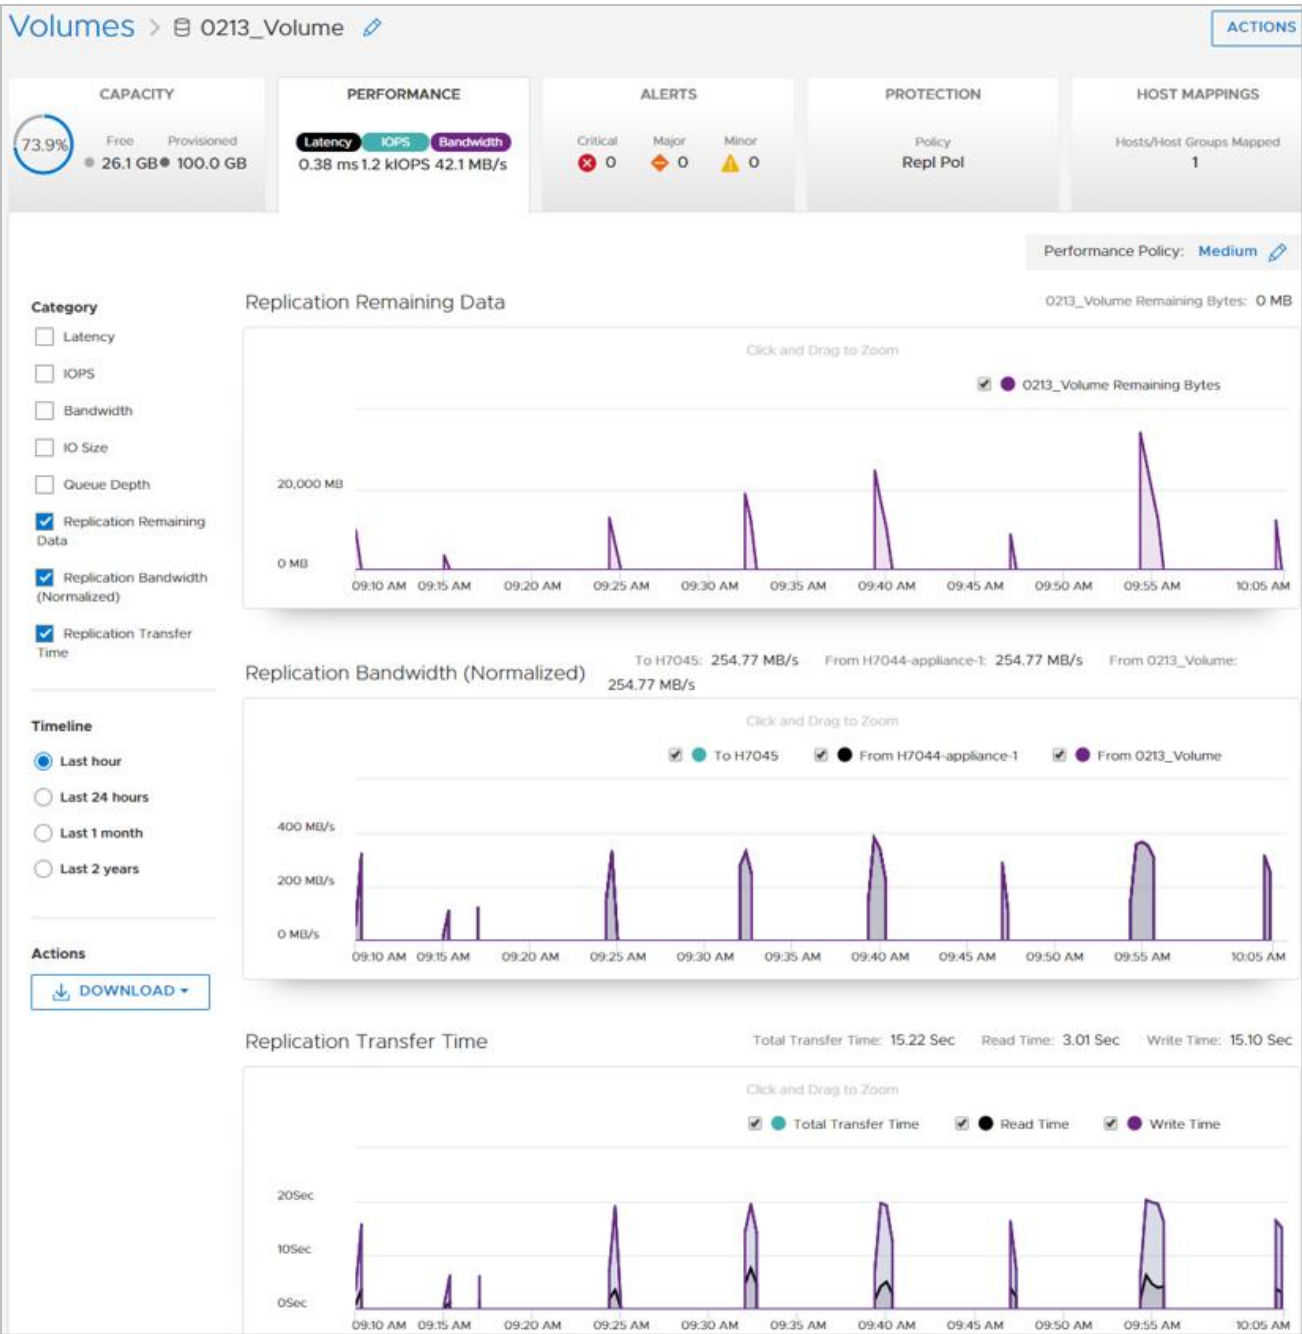 Volumes > 0213_Volume
ACTIONS
CAPACITY
73.9%
Free Provisioned
26.1 GB 100.0 GB
PERFORMANCE
Latency IOPS Bandwidth
0.38 ms 1.2 kIOPS 42.1 MB/s
ALERTS
Critical Major Minor
0 0 0
PROTECTION
Policy
Repl Pol
HOST MAPPINGS
Hosts/Host Groups Mapped
1
Performance Policy: Medium
Category
Latency
IOPS
Bandwidth
IO Size
Queue Depth
Replication Remaining
Data
Replication Bandwidth
(Normalized)
Replication Transfer
Time
Timeline
Last hour
Last 24 hours
Last 1 month
Last 2 years
Actions
DOWNLOAD
Replication Remaining Data
0213_Volume Remaining Bytes: 0 MB
Click and Drag to Zoom
0213_Volume Remaining Bytes
20,000 MB
0 MB
09:10 AM 09:15 AM 09:20 AM 09:25 AM 09:30 AM 09:35 AM 09:40 AM 09:45 AM 09:50 AM 09:55 AM 10:05 AM
Replication Bandwidth (Normalized)
To H7045: 254.77 MB/s From H7044-appliance-1: 254.77 MB/s From 0213_Volume:
254.77 MB/s
Click and Drag to Zoom
To H7045 From H7044-appliance-1 From 0213_Volume
400 MB/s
200 MB/s
0 MB/s
09:10 AM 09:15 AM 09:20 AM 09:25 AM 09:30 AM 09:35 AM 09:40 AM 09:45 AM 09:50 AM 09:55 AM 10:05 AM
Replication Transfer Time
Total Transfer Time: 15.22 Sec Read Time: 3.01 Sec Write Time: 15.10 Sec
Click and Drag to Zoom
Total Transfer Time Read Time Write Time
20Sec
10Sec
0Sec
09:10 AM 09:15 AM 09:20 AM 09:25 AM 09:30 AM 09:35 AM 09:40 AM 09:45 AM 09:50 AM 09:55 AM 10:05 AM